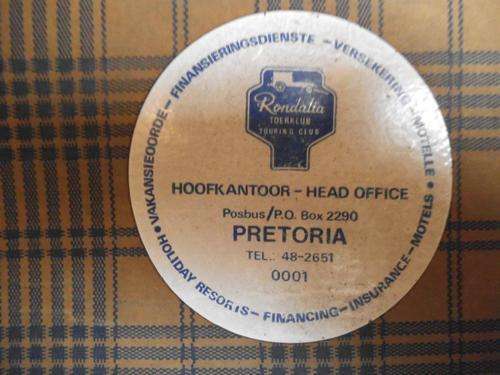 VAKANSIEOORDE - FINANSIERINGSDIENSTE - VERSEKERING - MOTELLE
Rondalia
TOERKLUB
TOURING CLUB
HOOFKANTOOR - HEAD OFFICE
Posbus/P.O. Box 2290
PRETORIA
TEL.: 48-2651
0001
HOLIDAY RESORTS - FINANCING - INSURANCE - MOTELS